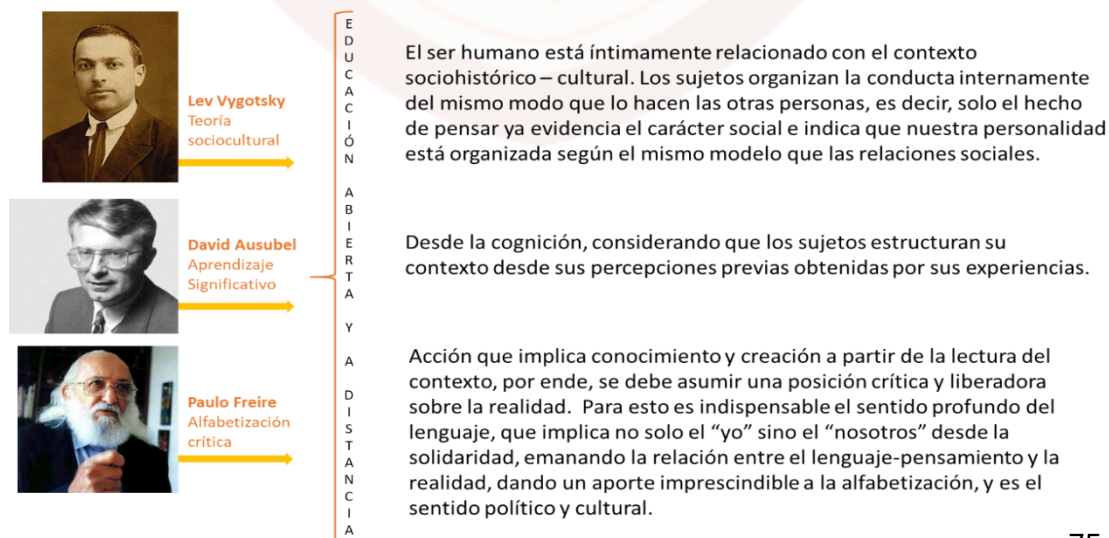 Lev Vygotsky
Teoría
sociocultural
David Ausubel
Aprendizaje
Significativo
Paulo Freire
Alfabetización
crítica
EDUCACIÓN ABIERTA Y A DISTANCIA
El ser humano está íntimamente relacionado con el contexto
sociohistórico – cultural. Los sujetos organizan la conducta internamente
del mismo modo que lo hacen las otras personas, es decir, solo el hecho
de pensar ya evidencia el carácter social e indica que nuestra personalidad
está organizada según el mismo modelo que las relaciones sociales.
Desde la cognición, considerando que los sujetos estructuran su
contexto desde sus percepciones previas obtenidas por sus experiencias.
Acción que implica conocimiento y creación a partir de la lectura del
contexto, por ende, se debe asumir una posición crítica y liberadora
sobre la realidad. Para esto es indispensable el sentido profundo del
lenguaje, que implica no solo el “yo” sino el “nosotros” desde la
solidaridad, emanando la relación entre el lenguaje-pensamiento y la
realidad, dando un aporte imprescindible a la alfabetización, y es el
sentido político y cultural.